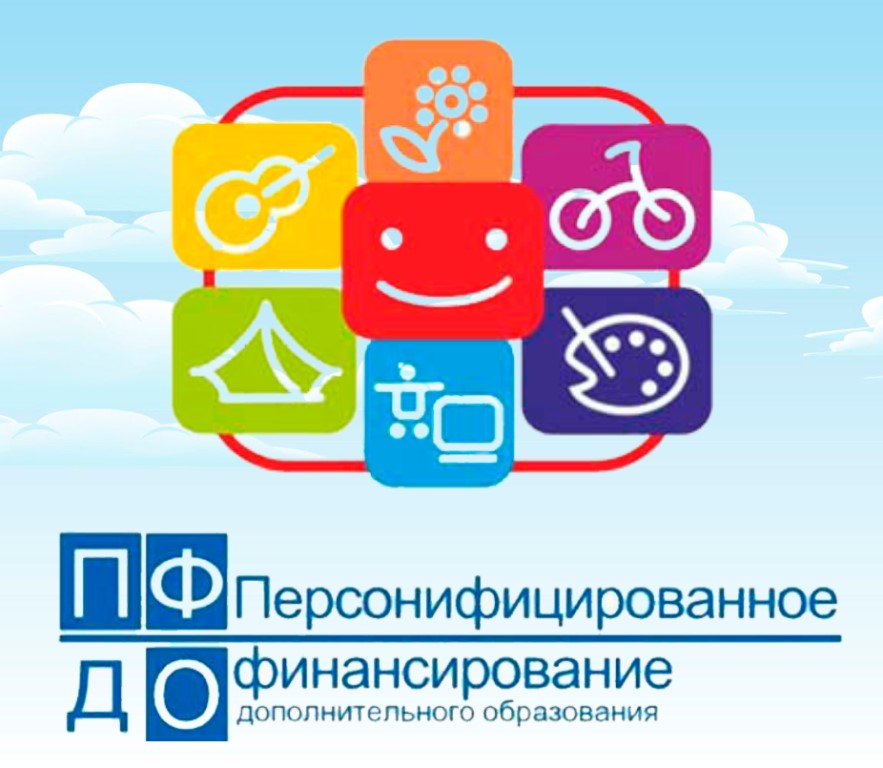 ПФ Персонифицированное
ДО финансирование
дополнительного образования